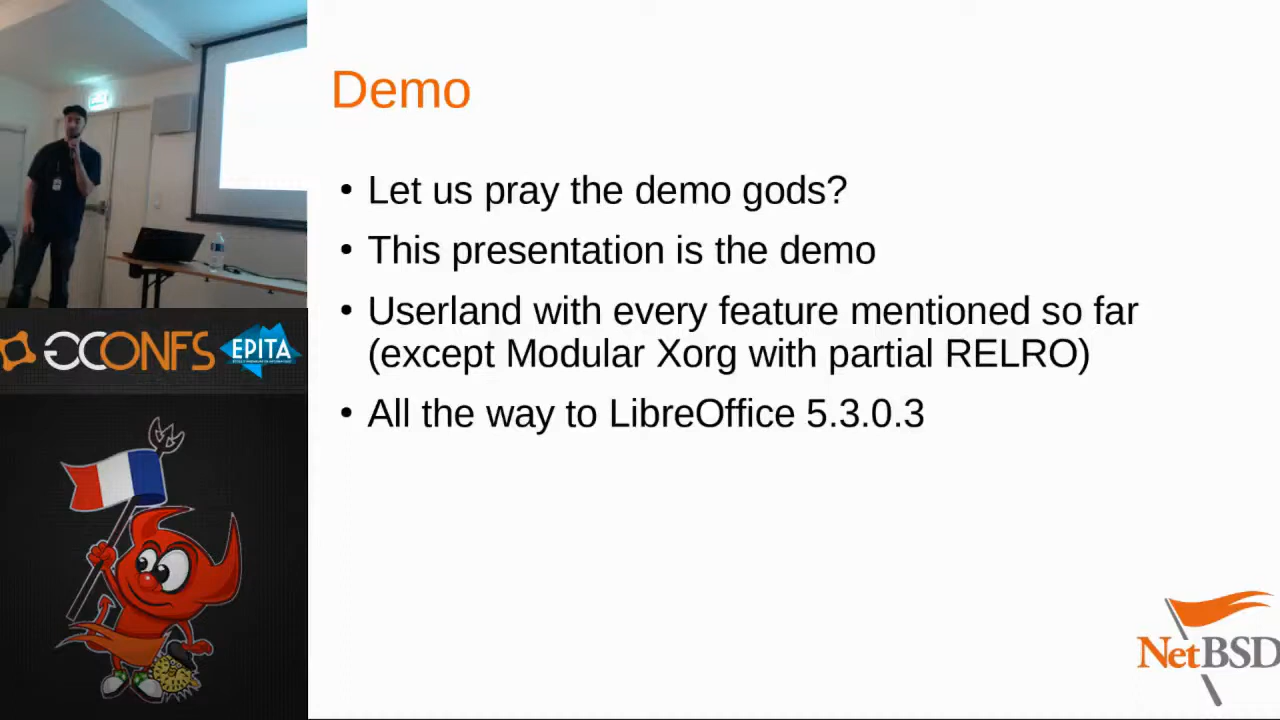 Demo
• Let us pray the demo gods?
• This presentation is the demo
• Userland with every feature mentioned so far
(except Modular Xorg with partial RELRO)
• All the way to LibreOffice 5.3.0.3
GCONFS
EPITA
NetBSD